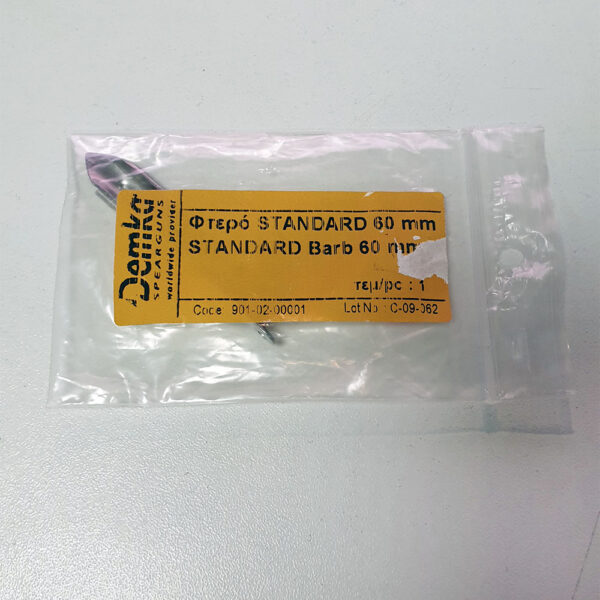 Demka
SPEARGUNS
worldwide provider
Φτερό STANDARD 60 mm
STANDARD Barb 60 mm
τεμ/pc : 1
Code: 901-02-00001
Lot No : C-09-062